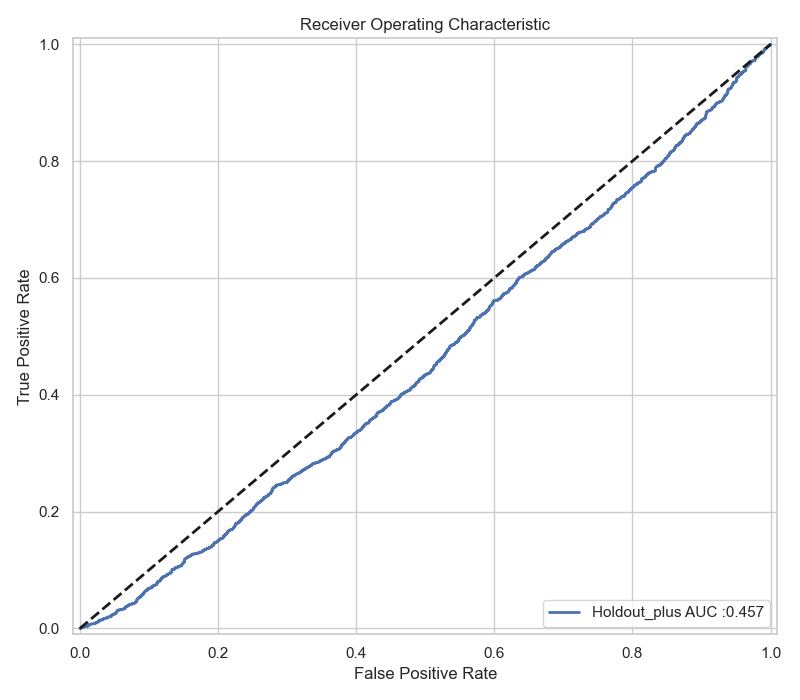 Receiver Operating Characteristic
1.0
0.8
0.6
0.4
0.2
0.0
True Positive Rate
Holdout_plus AUC :0.457
0.0 0.2 0.4 0.6 0.8 1.0
False Positive Rate